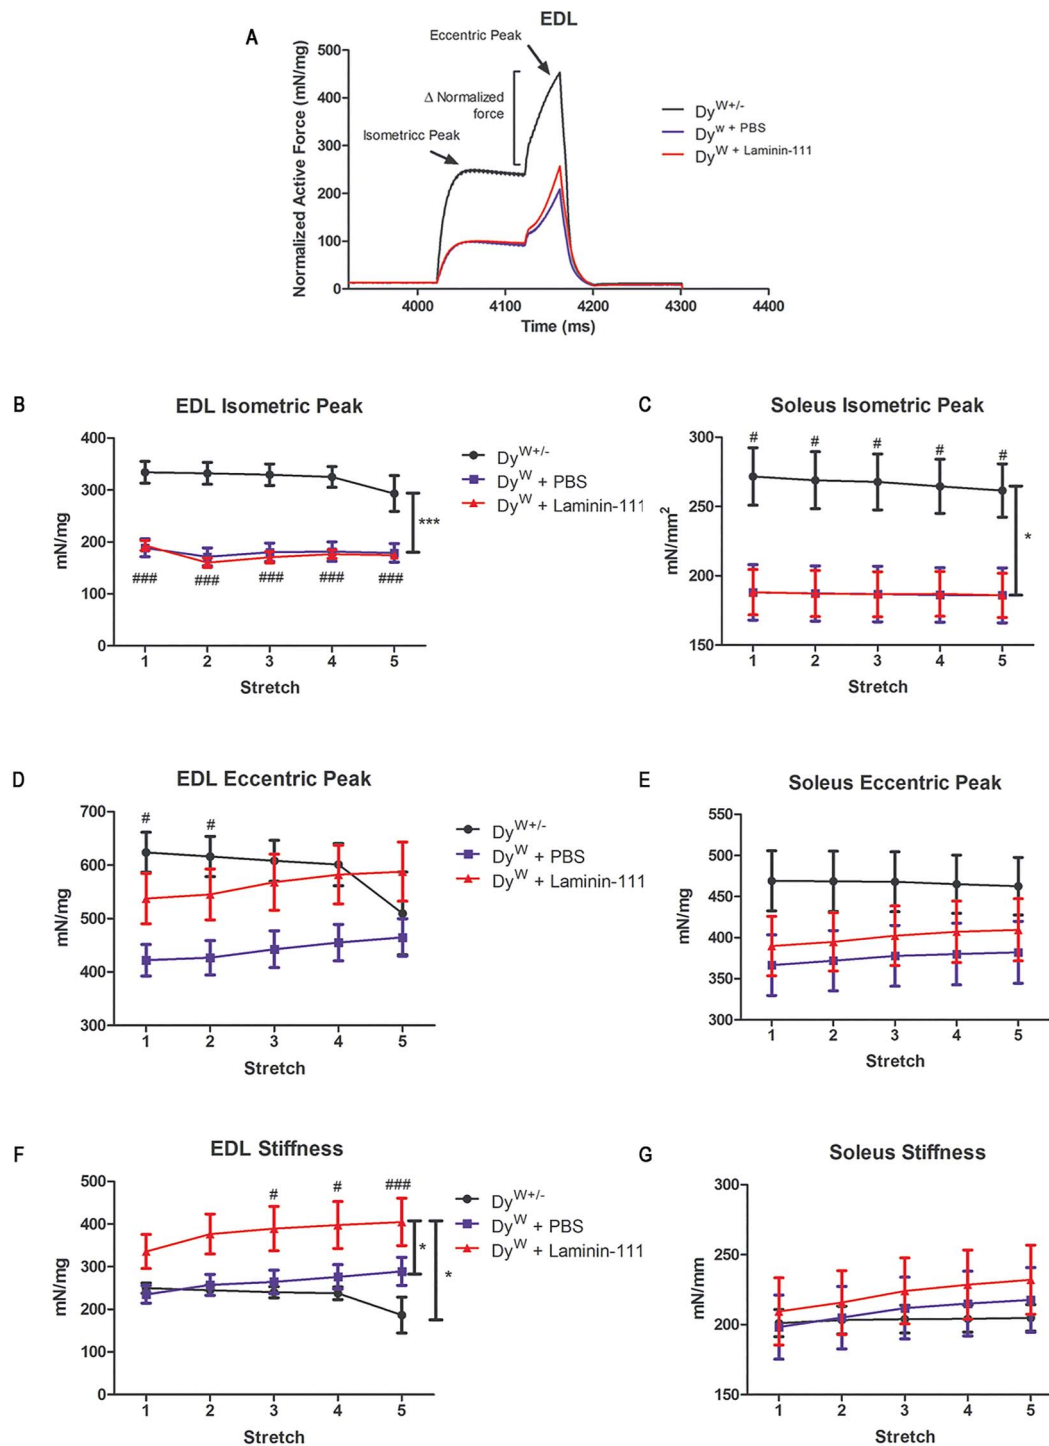 A
EDL
Eccentric Peak
Δ Normalized
force
Isometricc Peak
Normalized Active Force (mN/mg)
500
400
300
200
100
0
4000 4100 4200 4300 4400
Time (ms)
Dy^W+/-
Dy^w + PBS
Dy^W + Laminin-111
B
EDL Isometric Peak
mN/mg
400
300
200
100
0
***
### ### ### ### ###
1 2 3 4 5
Stretch
Dy^W+/-
Dy^W + PBS
Dy^W + Laminin-111
C
Soleus Isometric Peak
mN/mm²
300
250
200
150
# # # # #
*
1 2 3 4 5
Stretch
D
EDL Eccentric Peak
mN/mg
700
600
500
400
300
# #
1 2 3 4 5
Stretch
Dy^W+/-
Dy^W + PBS
Dy^W + Laminin-111
E
Soleus Eccentric Peak
mN/mg
550
500
450
400
350
300
1 2 3 4 5
Stretch
F
EDL Stiffness
mN/mg
500
400
300
200
100
0
# # ###
*
*
1 2 3 4 5
Stretch
Dy^W+/-
Dy^W + PBS
Dy^W + Laminin-111
G
Soleus Stiffness
mN/mm
300
250
200
150
1 2 3 4 5
Stretch